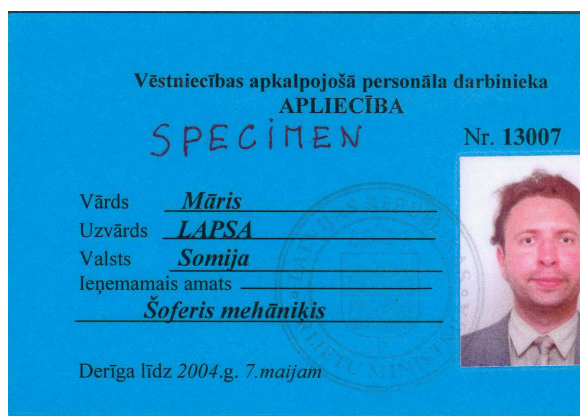 Vēstniecības apkalpojošā personāla darbinieka
APLIECĪBA
SPECIMEN
Nr. 13007
Vārds Māris
Uzvārds LAPSA
Valsts Somija
Ieņemamais amats
Šoferis mehāniķis
Derīga līdz 2004.g. 7.maijam